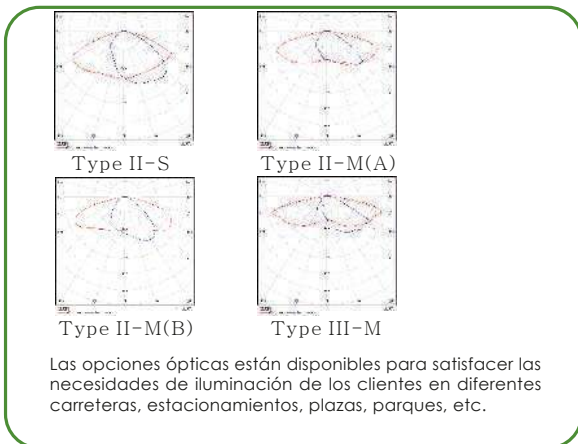 Type II-S
Type II-M(A)
Type II-M(B)
Type III-M
Las opciones ópticas están disponibles para satisfacer las
necesidades de iluminación de los clientes en diferentes
carreteras, estacionamientos, plazas, parques, etc.